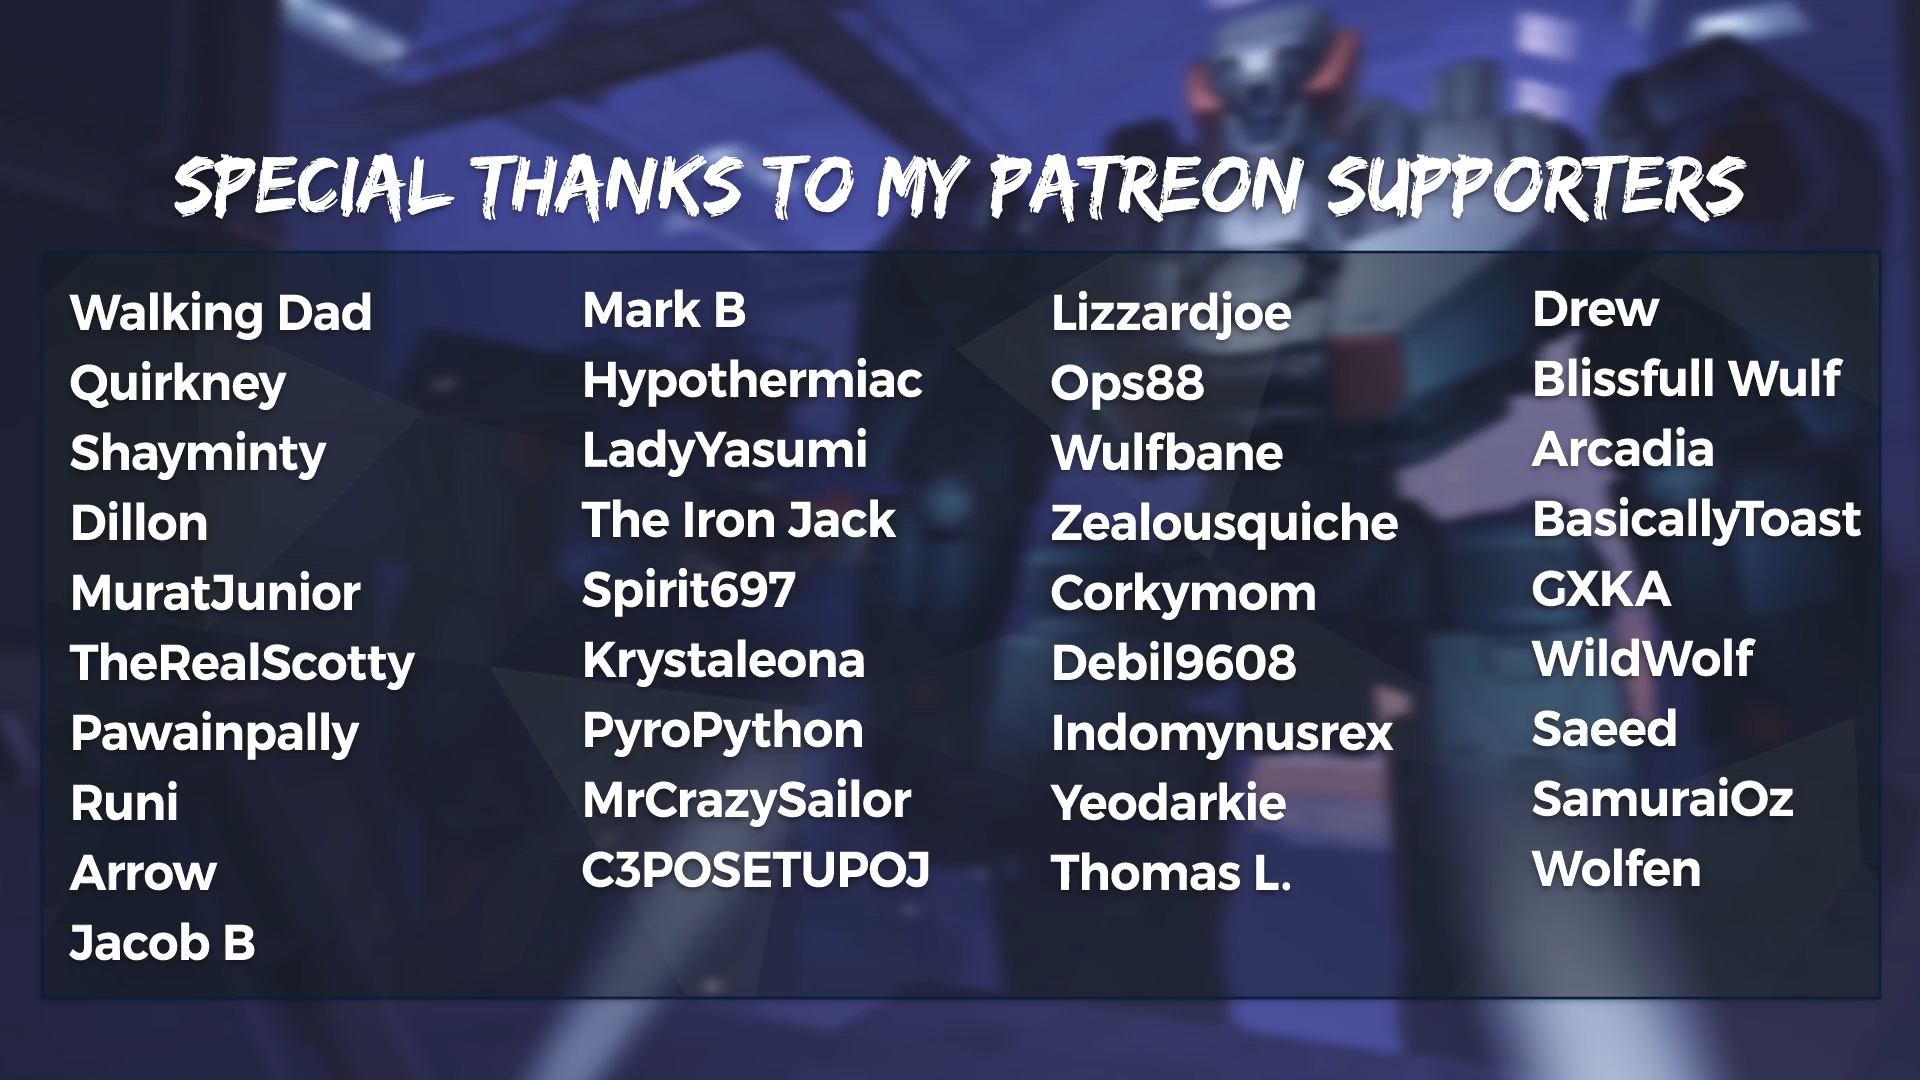 SPECIAL THANKS TO MY PATREON SUPPORTERS
Walking Dad
Quirkney
Shayminty
Dillon
MuratJunior
TheRealScotty
Pawainpally
Runi
Arrow
Jacob B
Mark B
Hypothermiac
LadyYasumi
The Iron Jack
Spirit697
Krystaleona
PyroPython
MrCrazySailor
C3POSETUPOJ
Lizzardjoe
Ops88
Wulfbane
Zealousquiche
Corkymom
Debil9608
Indomynusrex
Yeodarkie
Thomas L.
Drew
Blissfull Wulf
Arcadia
BasicallyToast
GXKA
WildWolf
Saeed
SamuraiOz
Wolfen